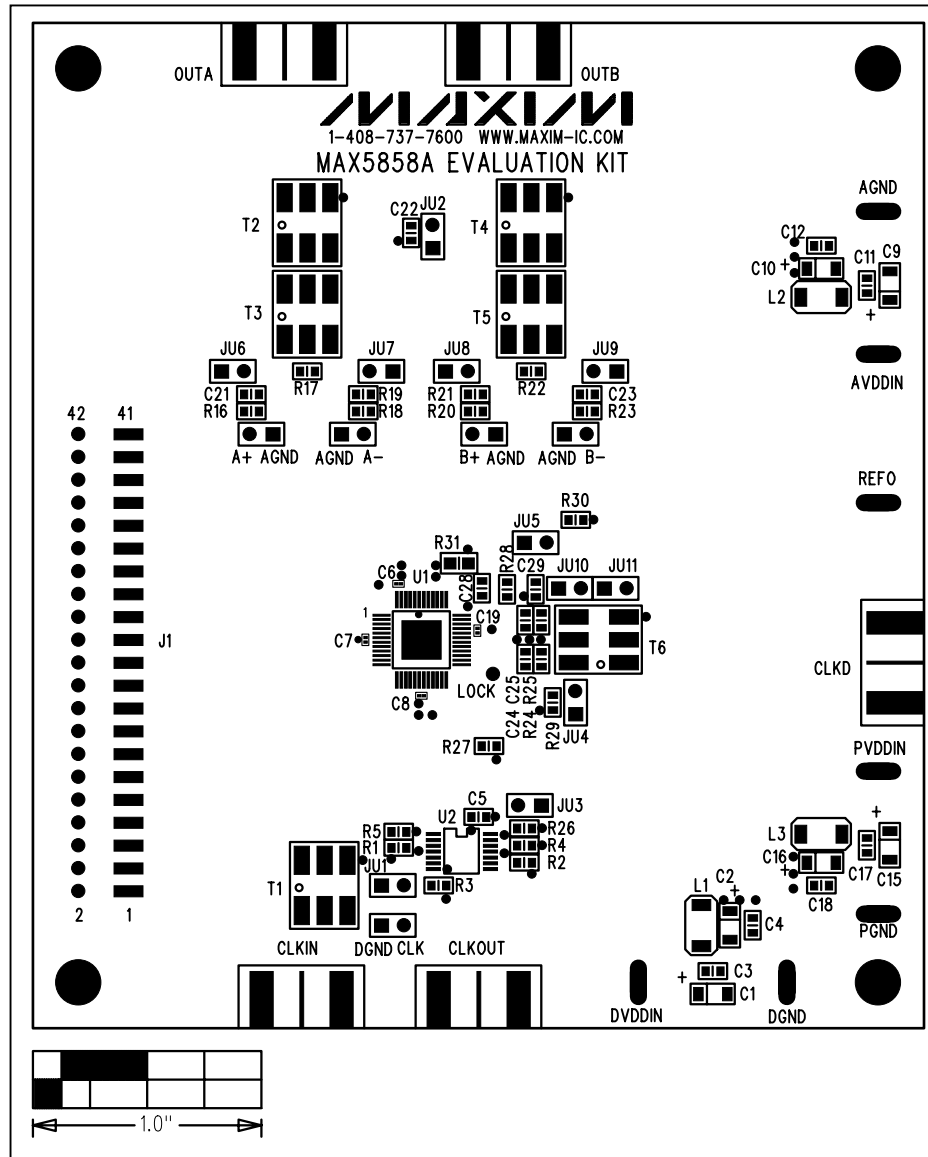 OUTA OUTB
MAXIM
1-408-737-7600 WWW.MAXIM-IC.COM
MAX5858A EVALUATION KIT
AGND
T2 C22 JU2 T4
C12
C10 + C11 C9
L2
+
T3 T5
JU6 JU7 JU8 JU9
R17 R22
AVDDIN
C21 R19 R21 C23
R16 R18 R20 R23
42 41
A+ AGND AGND A- B+ AGND AGND B-
REFO
R30
JU5
R31
C6 U1 C28 R28 C29 JU10 JU11
1 C19
C7
J1
T6
CLKD
LOCK
C8
C25 R25
C24 R24 R29 JU4
R27
PVDDIN
C5 JU3
U2
R5 R26
R1 R4
JU1 R2
T1 R3
+
L3
C16 + C17 C15
C18
L1 C2 +
C4
2 1
PGND
CLKIN DGND CLK CLKOUT
C3
+ C1
DVDDIN DGND
1.0"